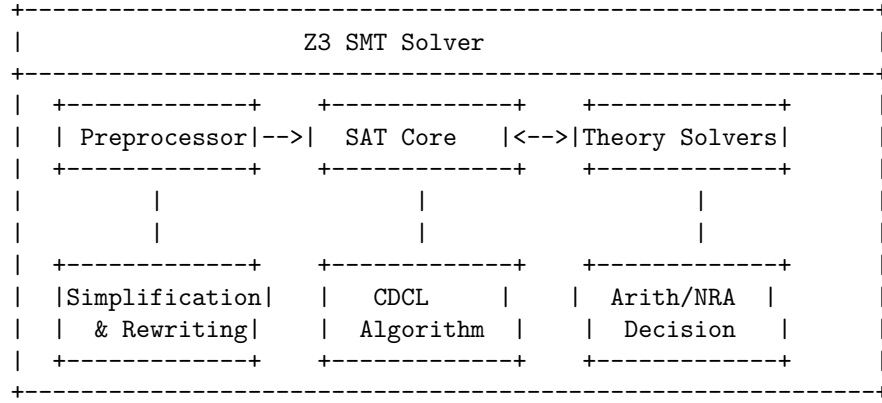 +-------------------------------------------------------------+
|                    Z3 SMT Solver                            |
+-------------------------------------------------------------+
|  +-------------+    +-------------+    +-------------+      |
|  | Preprocessor|-->|  SAT Core   |<-->|Theory Solvers|      |
|  +-------------+    +-------------+    +-------------+      |
|         |                  |                   |            |
|         |                  |                   |            |
|  +-------------+    +-------------+    +-------------+      |
|  |Simplification|   |   CDCL      |   |  Arith/NRA  |       |
|  |  & Rewriting|    |  Algorithm  |    |  Decision   |      |
|  +-------------+    +-------------+    +-------------+      |
+-------------------------------------------------------------+